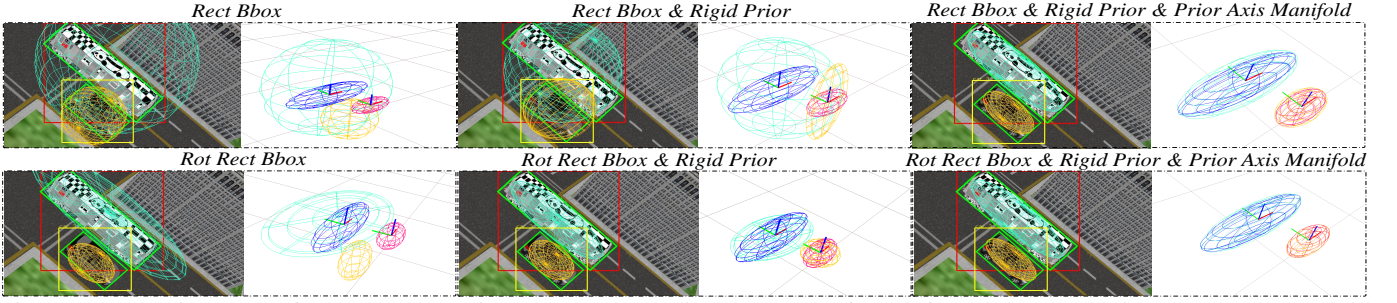 Rect Bbox
Rect Bbox & Rigid Prior
Rect Bbox & Rigid Prior & Prior Axis Manifold
Rot Rect Bbox
Rot Rect Bbox & Rigid Prior
Rot Rect Bbox & Rigid Prior & Prior Axis Manifold